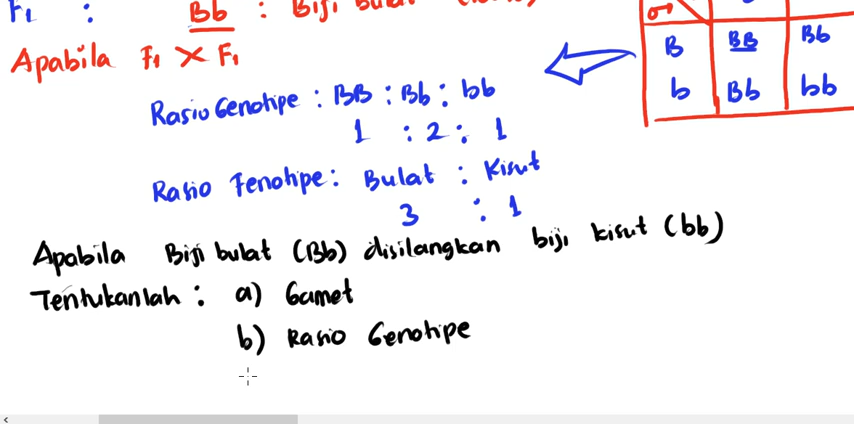 F₁ : Bb : Biji Bulat
Apabila F₁ X F₁
B BB Bb
b Bb bb
Rasio Genotipe : BB : Bb : bb
1 : 2 : 1
Rasio Fenotipe : Bulat : Kisut
3 : 1
Apabila Biji bulat (Bb) disilangkan biji kisut (bb)
Tentukanlah : a) Gamet
b) Rasio Genotipe